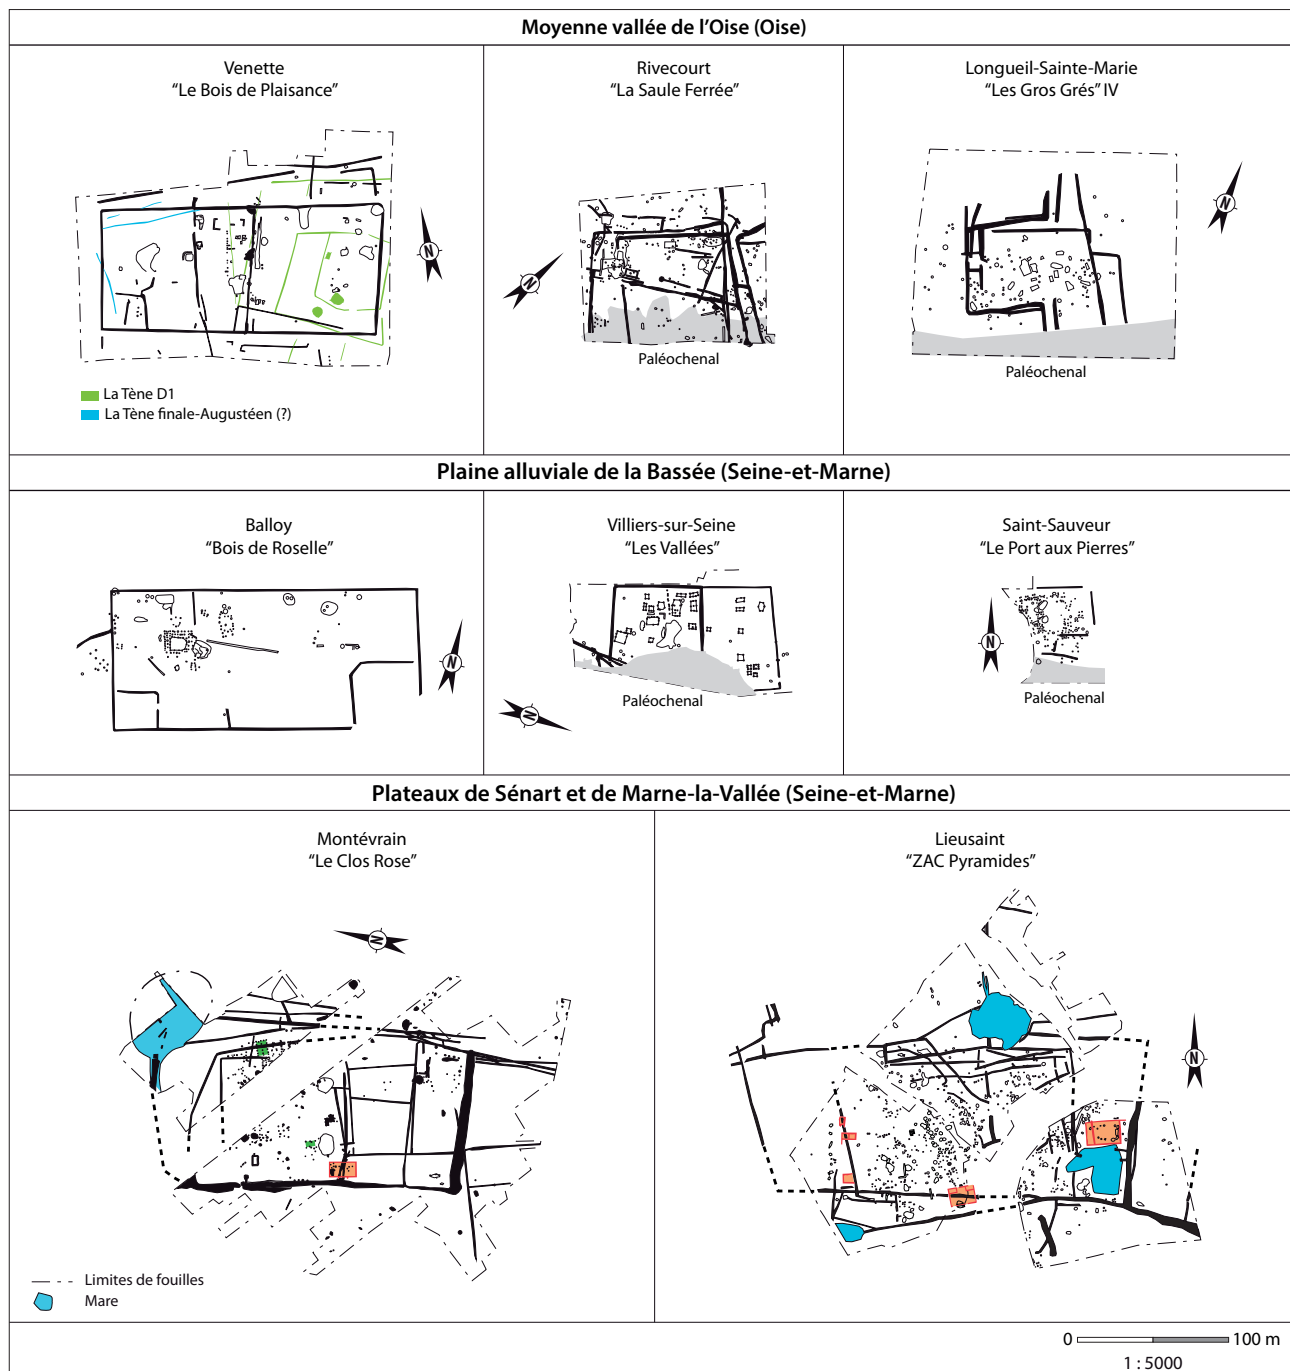 Moyenne vallée de l’Oise (Oise)
Venette
“Le Bois de Plaisance”
Rivecourt
“La Saule Ferrée”
Longueil-Sainte-Marie
“Les Gros Grés” IV
N
N
N
Paléochenal
Paléochenal
La Tène D1
La Tène finale-Augustéen (?)
Plaine alluviale de la Bassée (Seine-et-Marne)
Balloy
“Bois de Roselle”
Villiers-sur-Seine
“Les Vallées”
Saint-Sauveur
“Le Port aux Pierres”
N
N
N
Paléochenal
Paléochenal
Plateaux de Sénart et de Marne-la-Vallée (Seine-et-Marne)
Montévrain
“Le Clos Rose”
Lieusaint
“ZAC Pyramides”
N
N
Limites de fouilles
Mare
0 100 m
1 : 5000